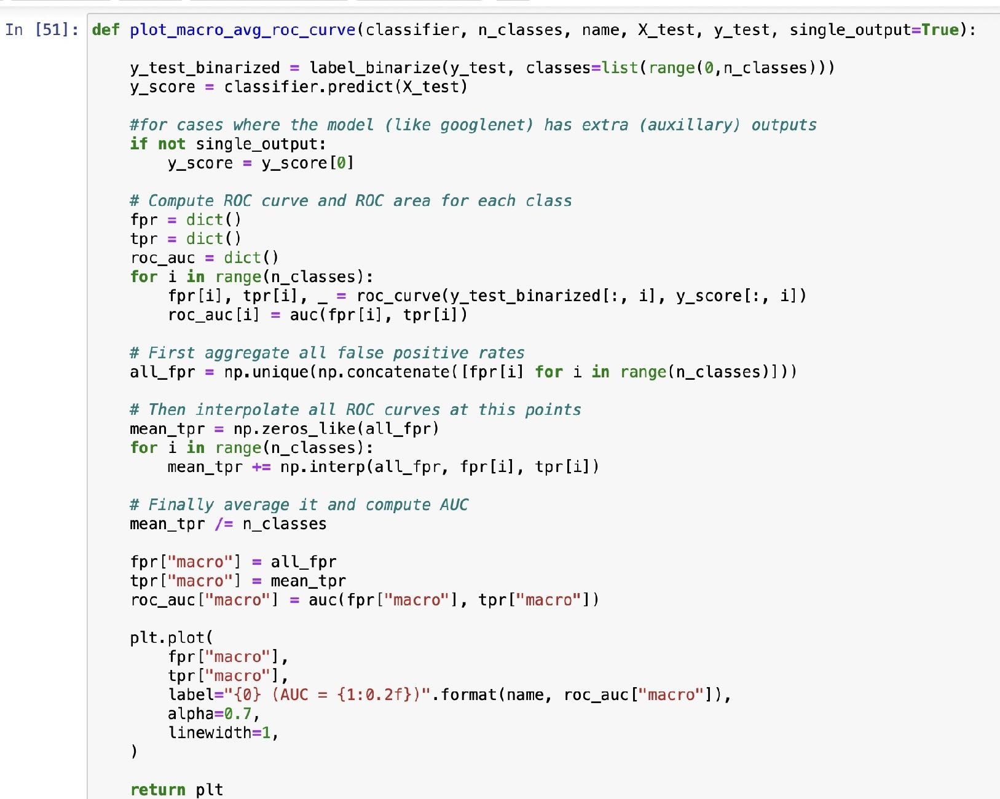 In [51]: def plot_macro_avg_roc_curve(classifier, n_classes, name, X_test, y_test, single_output=True):
y_test_binarized = label_binarize(y_test, classes=list(range(0,n_classes)))
y_score = classifier.predict(X_test)
#for cases where the model (like googlenet) has extra (auxillary) outputs
if not single_output:
y_score = y_score[0]
# Compute ROC curve and ROC area for each class
fpr = dict()
tpr = dict()
roc_auc = dict()
for i in range(n_classes):
fpr[i], tpr[i], _ = roc_curve(y_test_binarized[:, i], y_score[:, i])
roc_auc[i] = auc(fpr[i], tpr[i])
# First aggregate all false positive rates
all_fpr = np.unique(np.concatenate([fpr[i] for i in range(n_classes)]))
# Then interpolate all ROC curves at this points
mean_tpr = np.zeros_like(all_fpr)
for i in range(n_classes):
mean_tpr += np.interp(all_fpr, fpr[i], tpr[i])
# Finally average it and compute AUC
mean_tpr /= n_classes
fpr["macro"] = all_fpr
tpr["macro"] = mean_tpr
roc_auc["macro"] = auc(fpr["macro"], tpr["macro"])
plt.plot(
fpr["macro"],
tpr["macro"],
label="{0} (AUC = {1:0.2f})".format(name, roc_auc["macro"]),
alpha=0.7,
linewidth=1,
)
return plt